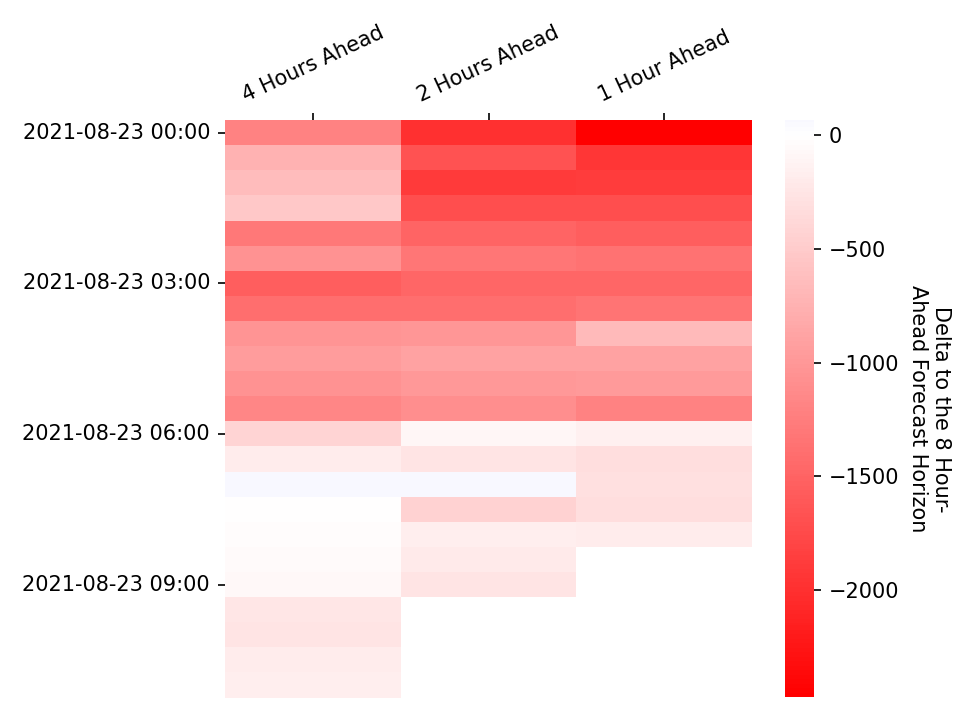 4 Hours Ahead
2 Hours Ahead
1 Hour Ahead
2021-08-23 00:00
2021-08-23 03:00
2021-08-23 06:00
2021-08-23 09:00
0
−500
−1000
−1500
−2000
Delta to the 8 Hour-
Ahead Forecast Horizon